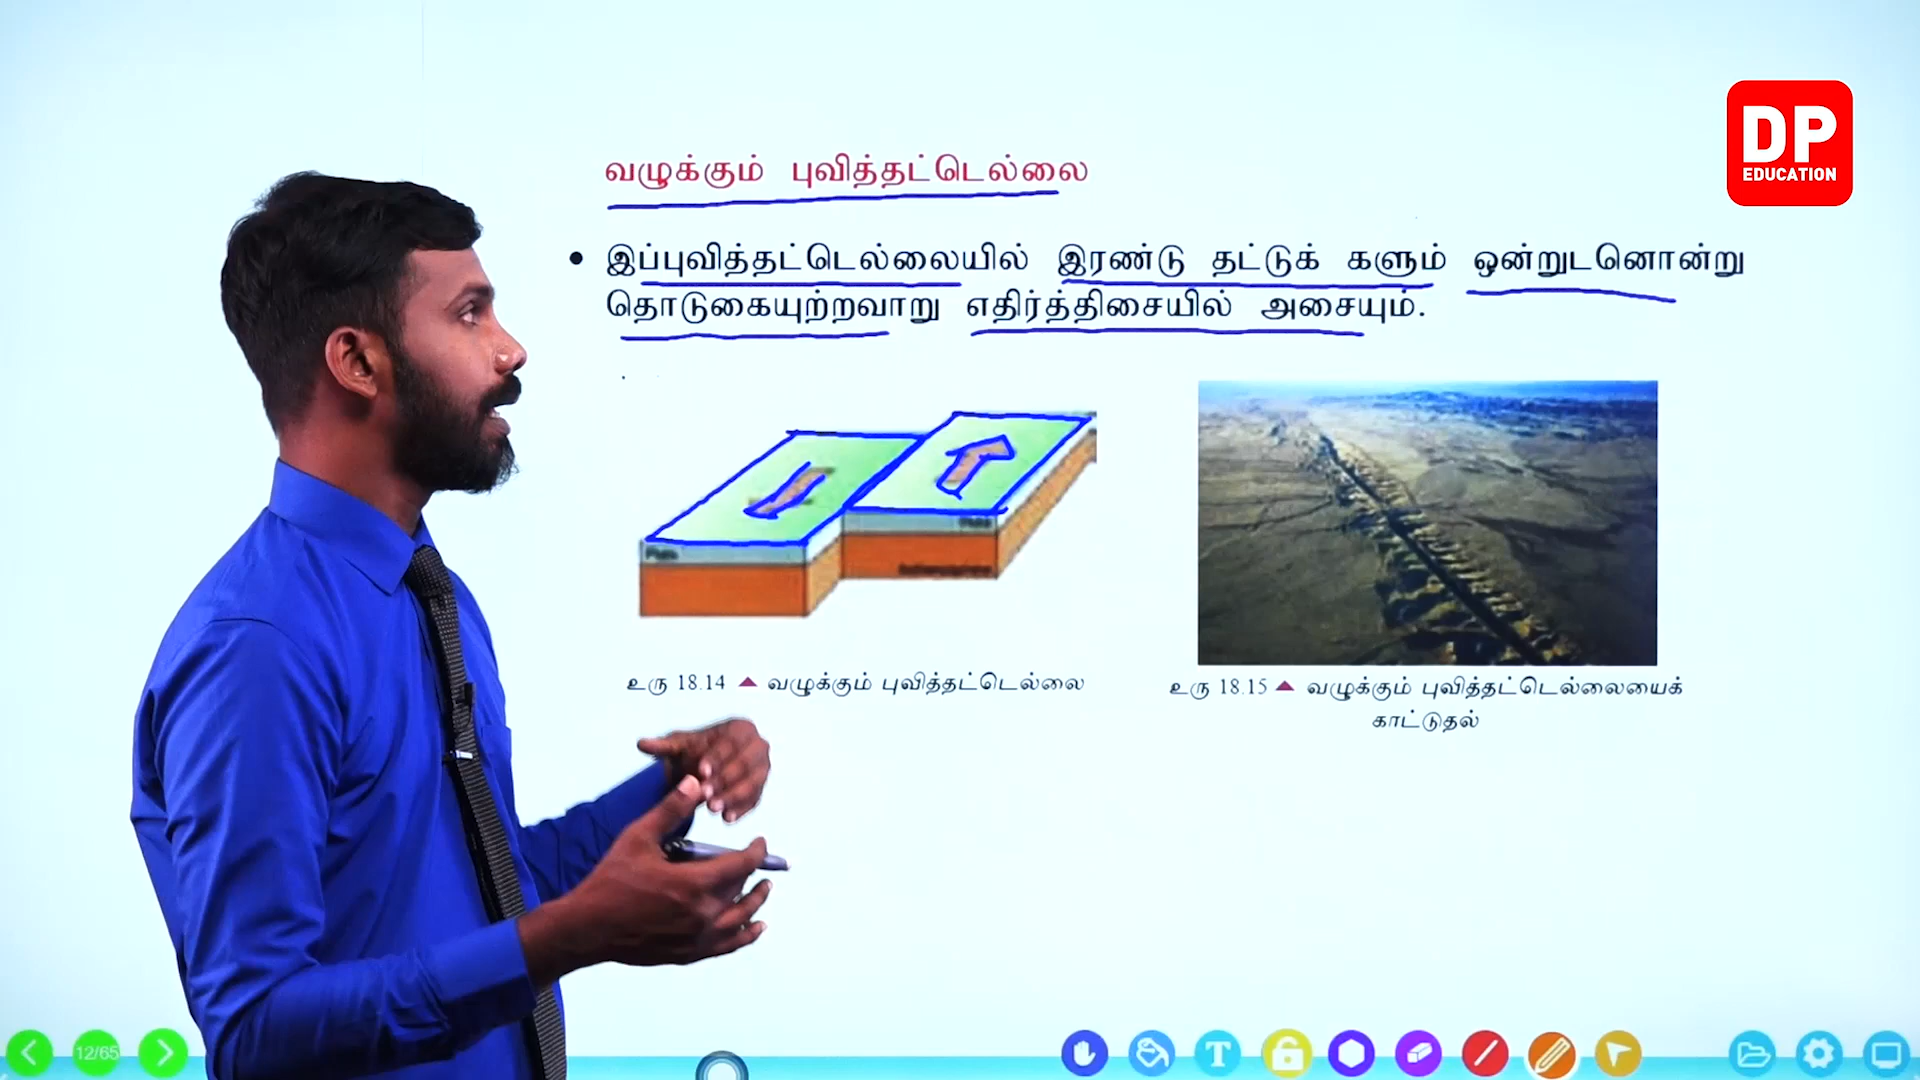 DP
EDUCATION
வழுக்கும் புவித்தட்டெல்லை
• இப்புவித்தட்டெல்லையில் இரண்டு தட்டுக் களும் ஒன்றுடனொன்று
தொடுகையுற்றவாறு எதிர்த்திசையில் அசையும்.
உரு 18.14 ▲ வழுக்கும் புவித்தட்டெல்லை
உரு 18.15 ▲ வழுக்கும் புவித்தட்டெல்லையைக்
காட்டுதல்
12/65
T